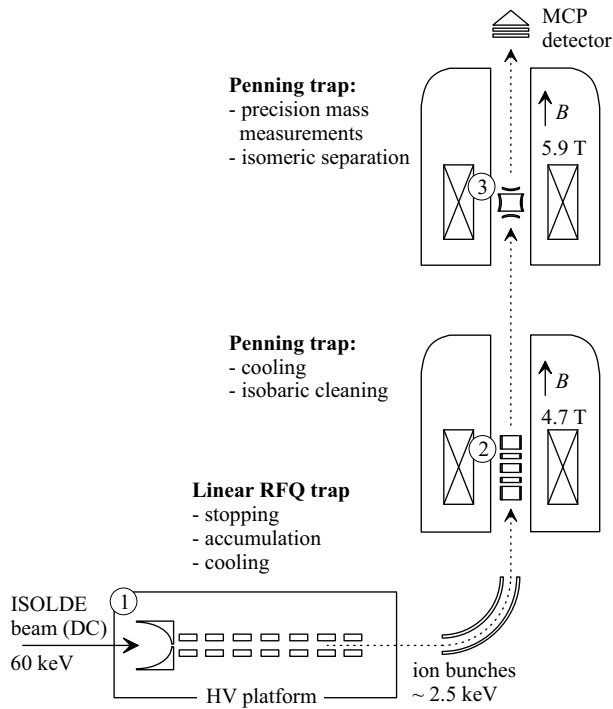 MCP
detector
Penning trap:
- precision mass
measurements
- isomeric separation
B
5.9 T
3
Penning trap:
- cooling
- isobaric cleaning
B
4.7 T
2
Linear RFQ trap
- stopping
- accumulation
- cooling
1
ISOLDE
beam (DC)
60 keV
HV platform
ion bunches
~ 2.5 keV